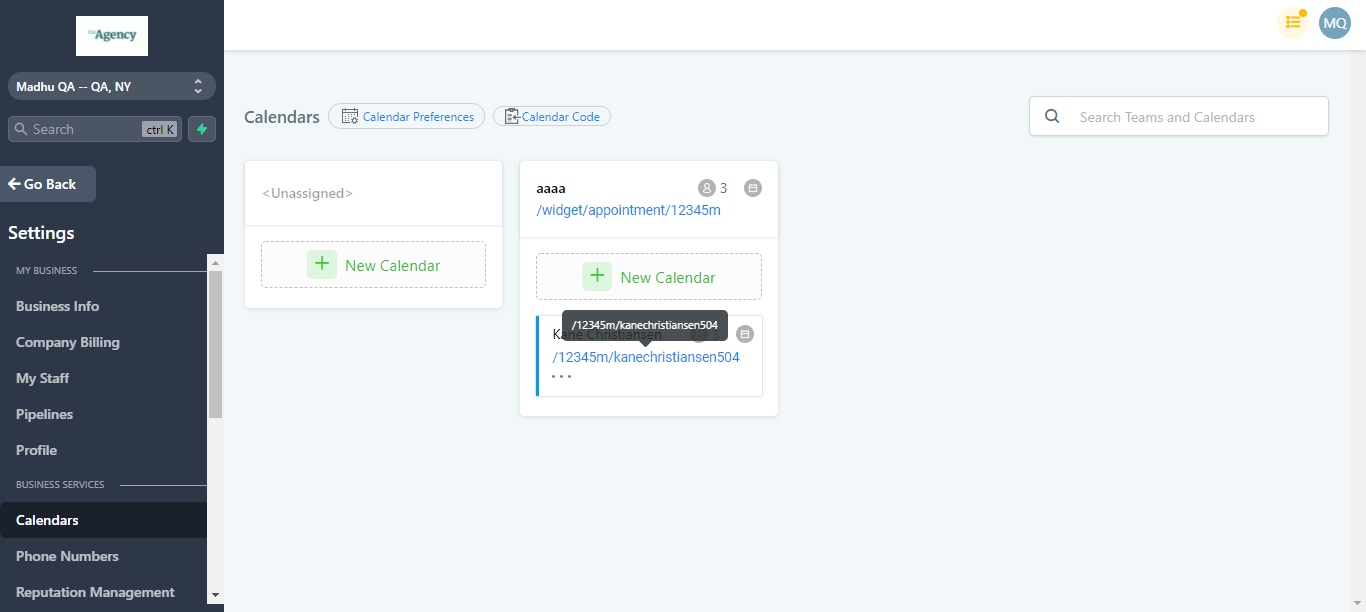 theAgency
MQ
Madhu QA -- QA, NY
Search
ctrl K
Go Back
Settings
MY BUSINESS
Business Info
Company Billing
My Staff
Pipelines
Profile
BUSINESS SERVICES
Calendars
Phone Numbers
Reputation Management
Calendars
Calendar Preferences
Calendar Code
Search Teams and Calendars
<Unassigned>
New Calendar
aaaa
3
/widget/appointment/12345m
New Calendar
/12345m/kanechristiansen504
Kane Christiansen
3
/12345m/kanechristiansen504